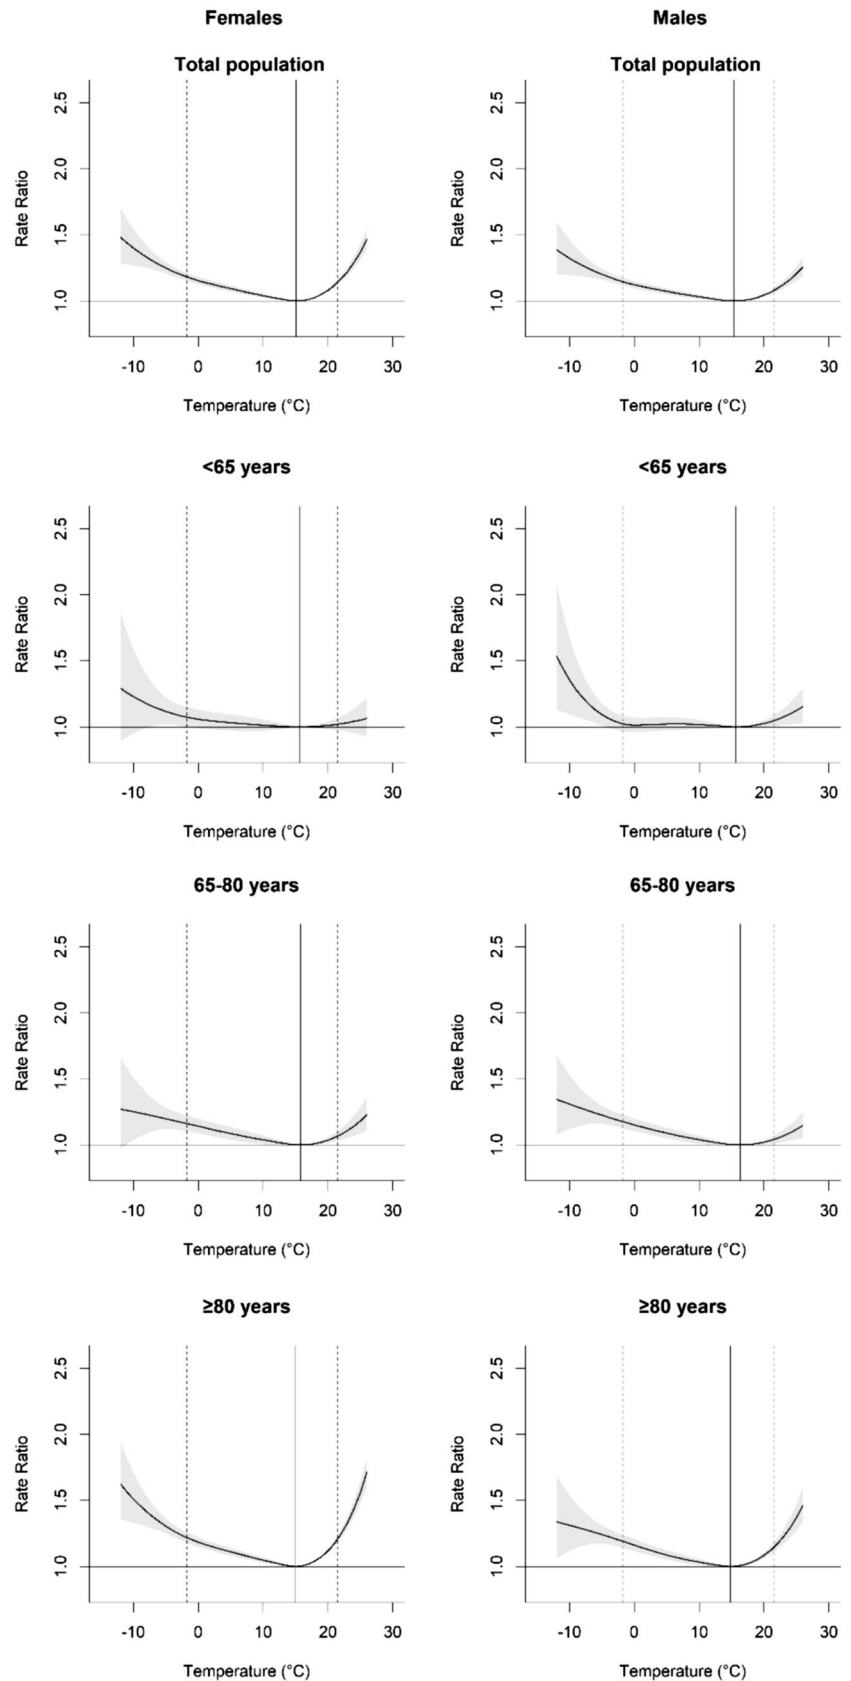 Females Males
Total population Total population
2.5 2.5
2.0 2.0
Rate Ratio Rate Ratio
1.5 1.5
1.0 1.0
-10 0 10 20 30 -10 0 10 20 30
Temperature (°C) Temperature (°C)
<65 years <65 years
2.5 2.5
2.0 2.0
Rate Ratio Rate Ratio
1.5 1.5
1.0 1.0
-10 0 10 20 30 -10 0 10 20 30
Temperature (°C) Temperature (°C)
65-80 years 65-80 years
2.5 2.5
2.0 2.0
Rate Ratio Rate Ratio
1.5 1.5
1.0 1.0
-10 0 10 20 30 -10 0 10 20 30
Temperature (°C) Temperature (°C)
≥80 years ≥80 years
2.5 2.5
2.0 2.0
Rate Ratio Rate Ratio
1.5 1.5
1.0 1.0
-10 0 10 20 30 -10 0 10 20 30
Temperature (°C) Temperature (°C)